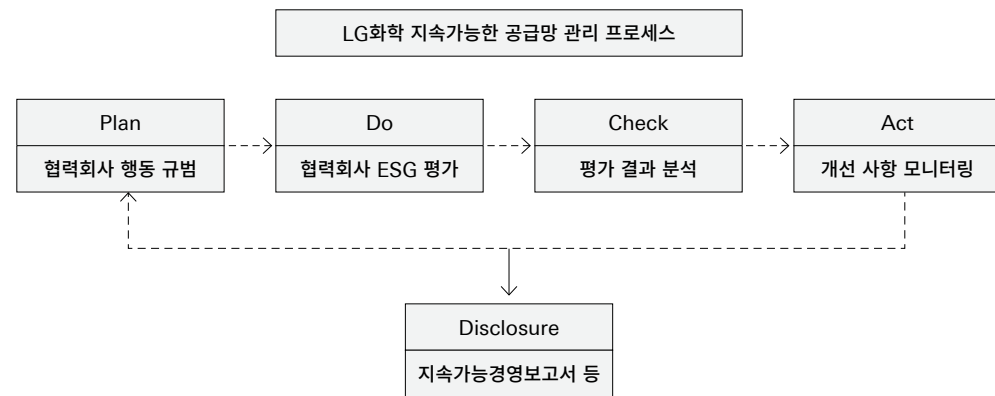 LG화학 지속가능한 공급망 관리 프로세스
Plan
협력회사 행동 규범
Do
협력회사 ESG 평가
Check
평가 결과 분석
Act
개선 사항 모니터링
Disclosure
지속가능경영보고서 등